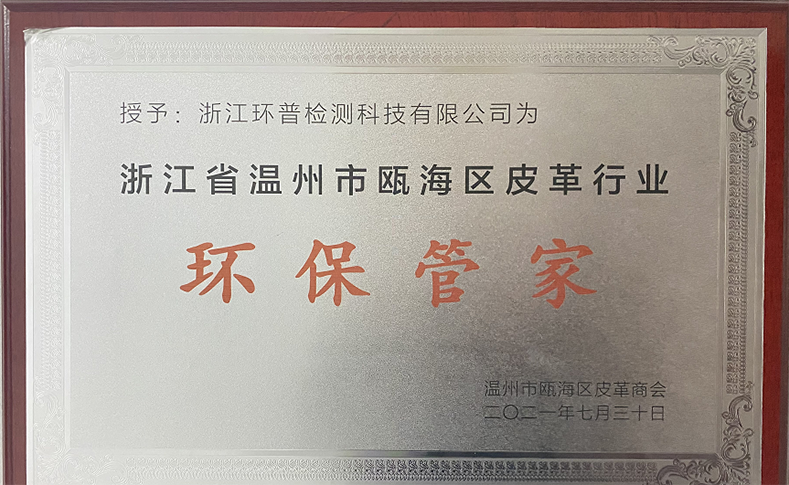 授予：浙江环普检测科技有限公司为
浙江省温州市瓯海区皮革行业
环保管家
温州市瓯海区皮革商会
二〇二一年七月三十日